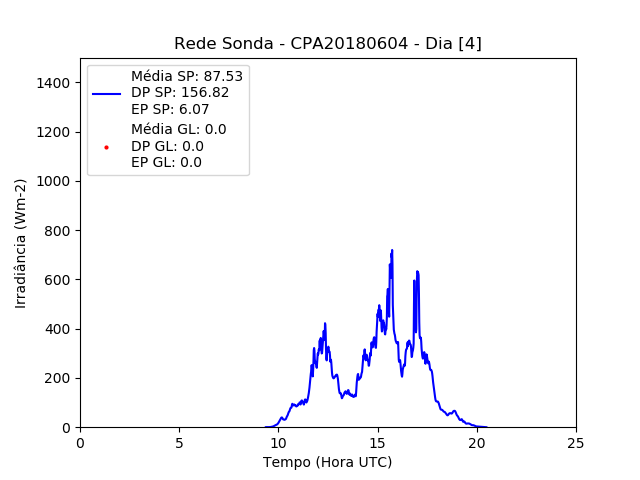 Rede Sonda - CPA20180604 - Dia [4]
Média SP: 87.53
DP SP: 156.82
EP SP: 6.07
Média GL: 0.0
DP GL: 0.0
EP GL: 0.0
Irradiância (Wm-2)
1400
1200
1000
800
600
400
200
0
0 5 10 15 20 25
Tempo (Hora UTC)